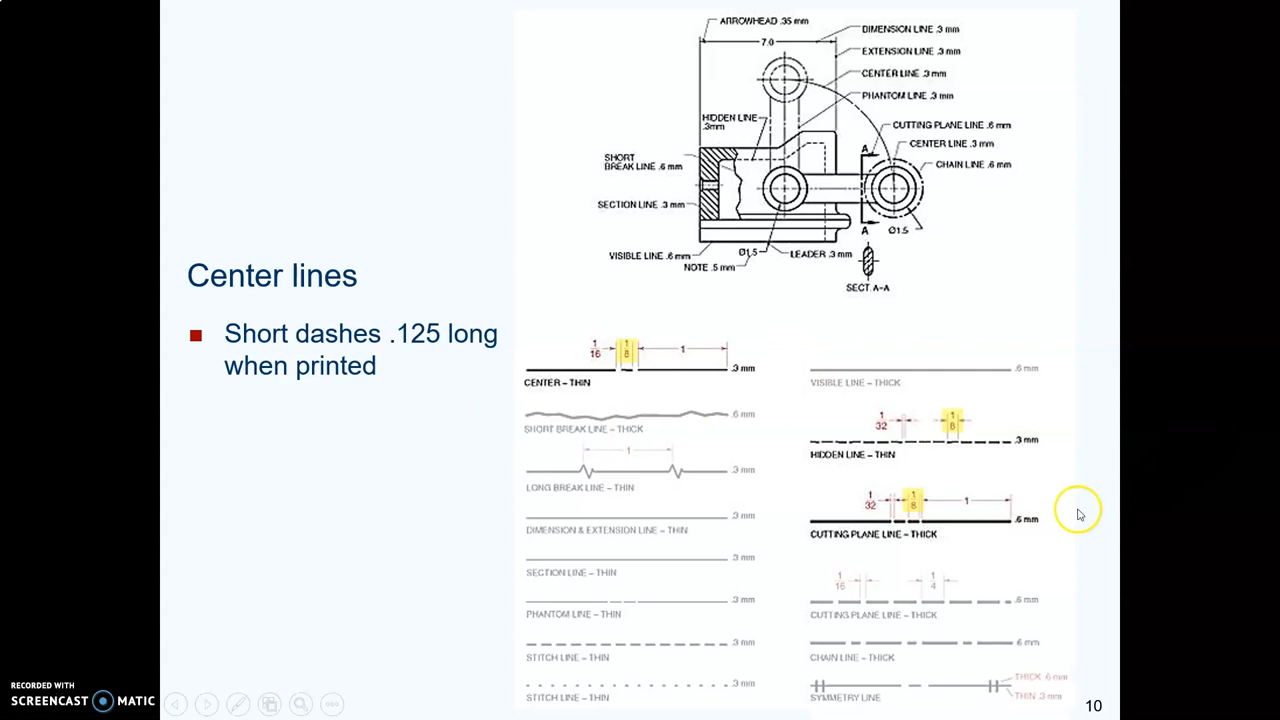 ARROWHEAD .35 mm
7.0
DIMENSION LINE .3 mm
EXTENSION LINE .3 mm
CENTER LINE .3 mm
PHANTOM LINE .3 mm
HIDDEN LINE
.3mm
CUTTING PLANE LINE .6 mm
A
CENTER LINE .3 mm
CHAIN LINE .6 mm
SHORT
BREAK LINE .6 mm
SECTION LINE .3 mm
A
Ø1.5
VISIBLE LINE .6 mm
Ø1.5
LEADER .3 mm
NOTE .5 mm
SECT. A-A
Center lines
Short dashes .125 long
when printed
1
16
1
8
1
.3 mm
CENTER – THIN
.6 mm
SHORT BREAK LINE – THICK
1
.3 mm
LONG BREAK LINE – THIN
.3 mm
DIMENSION & EXTENSION LINE – THIN
.3 mm
SECTION LINE – THIN
.3 mm
PHANTOM LINE – THIN
.3 mm
STITCH LINE – THIN
.3 mm
STITCH LINE – THIN
.6 mm
VISIBLE LINE – THICK
1
32
1
8
.3 mm
HIDDEN LINE – THIN
1
32
1
8
1
.6 mm
CUTTING PLANE LINE – THICK
1
16
1
4
.6 mm
CUTTING PLANE LINE – THICK
.6 mm
CHAIN LINE – THICK
THICK .6 mm
THIN .3 mm
SYMMETRY LINE
RECORDED WITH
SCREENCAST MATIC
10